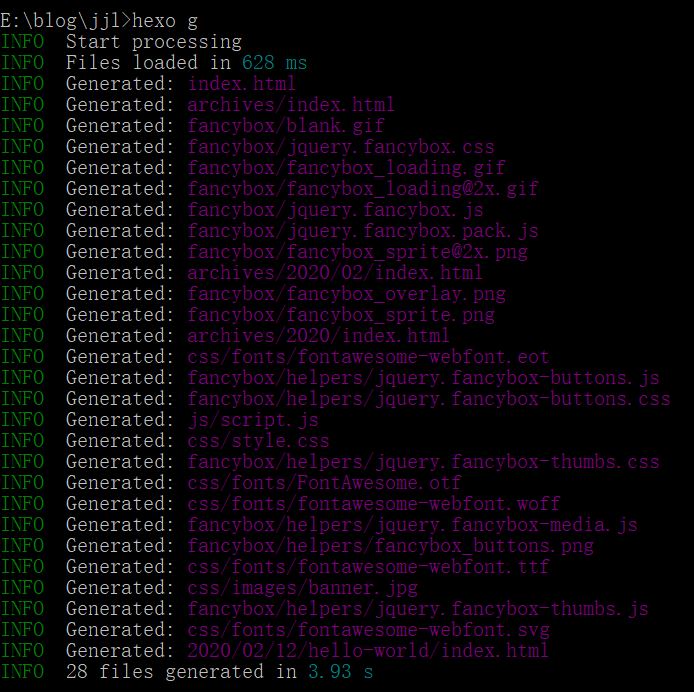 E:\blog\jjl>hexo g
INFO  Start processing
INFO  Files loaded in 628 ms
INFO  Generated: index.html
INFO  Generated: archives/index.html
INFO  Generated: fancybox/blank.gif
INFO  Generated: fancybox/jquery.fancybox.css
INFO  Generated: fancybox/fancybox_loading.gif
INFO  Generated: fancybox/fancybox_loading@2x.gif
INFO  Generated: fancybox/jquery.fancybox.js
INFO  Generated: fancybox/jquery.fancybox.pack.js
INFO  Generated: fancybox/fancybox_sprite@2x.png
INFO  Generated: archives/2020/02/index.html
INFO  Generated: fancybox/fancybox_overlay.png
INFO  Generated: fancybox/fancybox_sprite.png
INFO  Generated: archives/2020/index.html
INFO  Generated: css/fonts/fontawesome-webfont.eot
INFO  Generated: fancybox/helpers/jquery.fancybox-buttons.js
INFO  Generated: fancybox/helpers/jquery.fancybox-buttons.css
INFO  Generated: js/script.js
INFO  Generated: css/style.css
INFO  Generated: fancybox/helpers/jquery.fancybox-thumbs.css
INFO  Generated: css/fonts/FontAwesome.otf
INFO  Generated: css/fonts/fontawesome-webfont.woff
INFO  Generated: fancybox/helpers/jquery.fancybox-media.js
INFO  Generated: fancybox/helpers/fancybox_buttons.png
INFO  Generated: css/fonts/fontawesome-webfont.ttf
INFO  Generated: css/images/banner.jpg
INFO  Generated: fancybox/helpers/jquery.fancybox-thumbs.js
INFO  Generated: css/fonts/fontawesome-webfont.svg
INFO  Generated: 2020/02/12/hello-world/index.html
INFO  28 files generated in 3.93 s